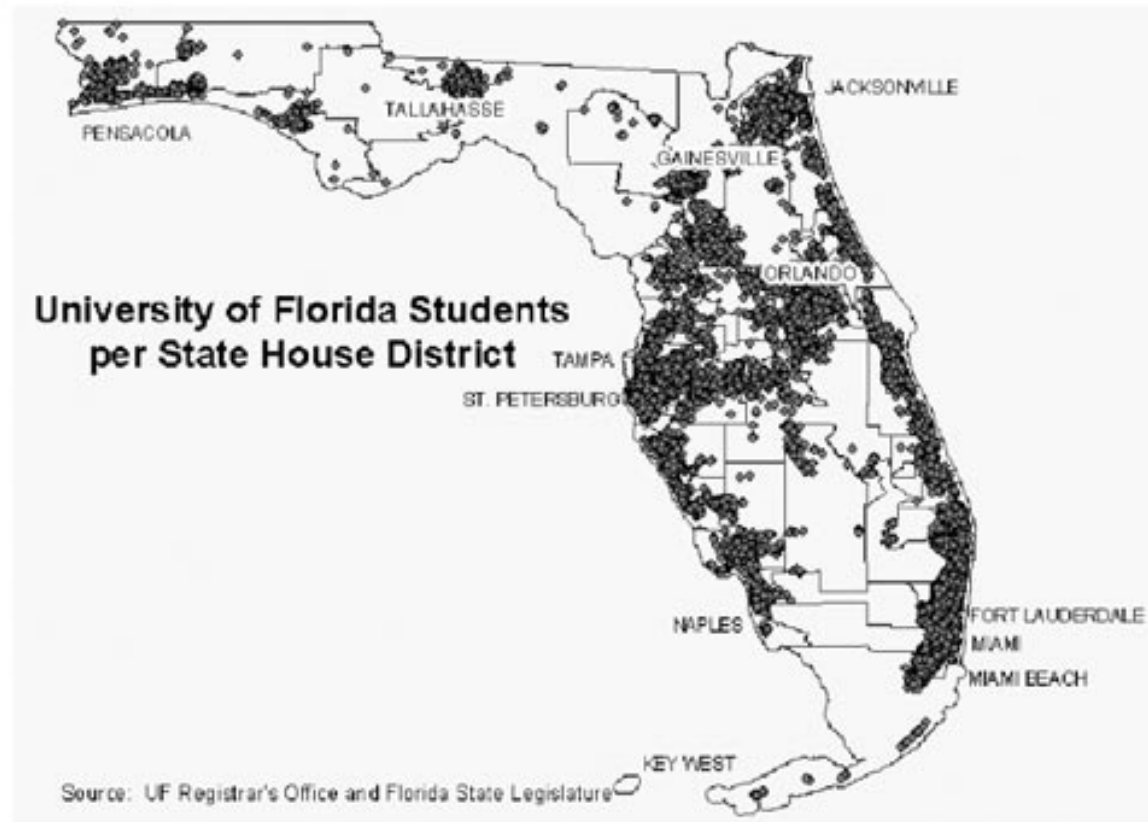 JACKSONVILLE
TALLAHASSE
PENSACOLA
GAINESVILLE
ORLANDO
University of Florida Students
per State House District
TAMPA
ST. PETERSBURG
FORT LAUDERDALE
NAPLES
MIAMI
MIAMI BEACH
KEY WEST
Source: UF Registrar's Office and Florida State Legislature